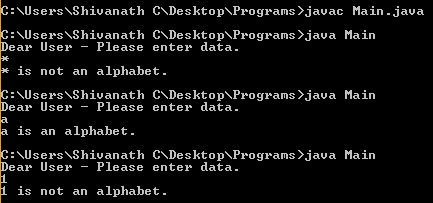 C:\Users\Shivanath C\Desktop\Programs>javac Main.java
C:\Users\Shivanath C\Desktop\Programs>java Main
Dear User - Please enter data.
*
* is not an alphabet.
C:\Users\Shivanath C\Desktop\Programs>java Main
Dear User - Please enter data.
a
a is an alphabet.
C:\Users\Shivanath C\Desktop\Programs>java Main
Dear User - Please enter data.
1
1 is not an alphabet.